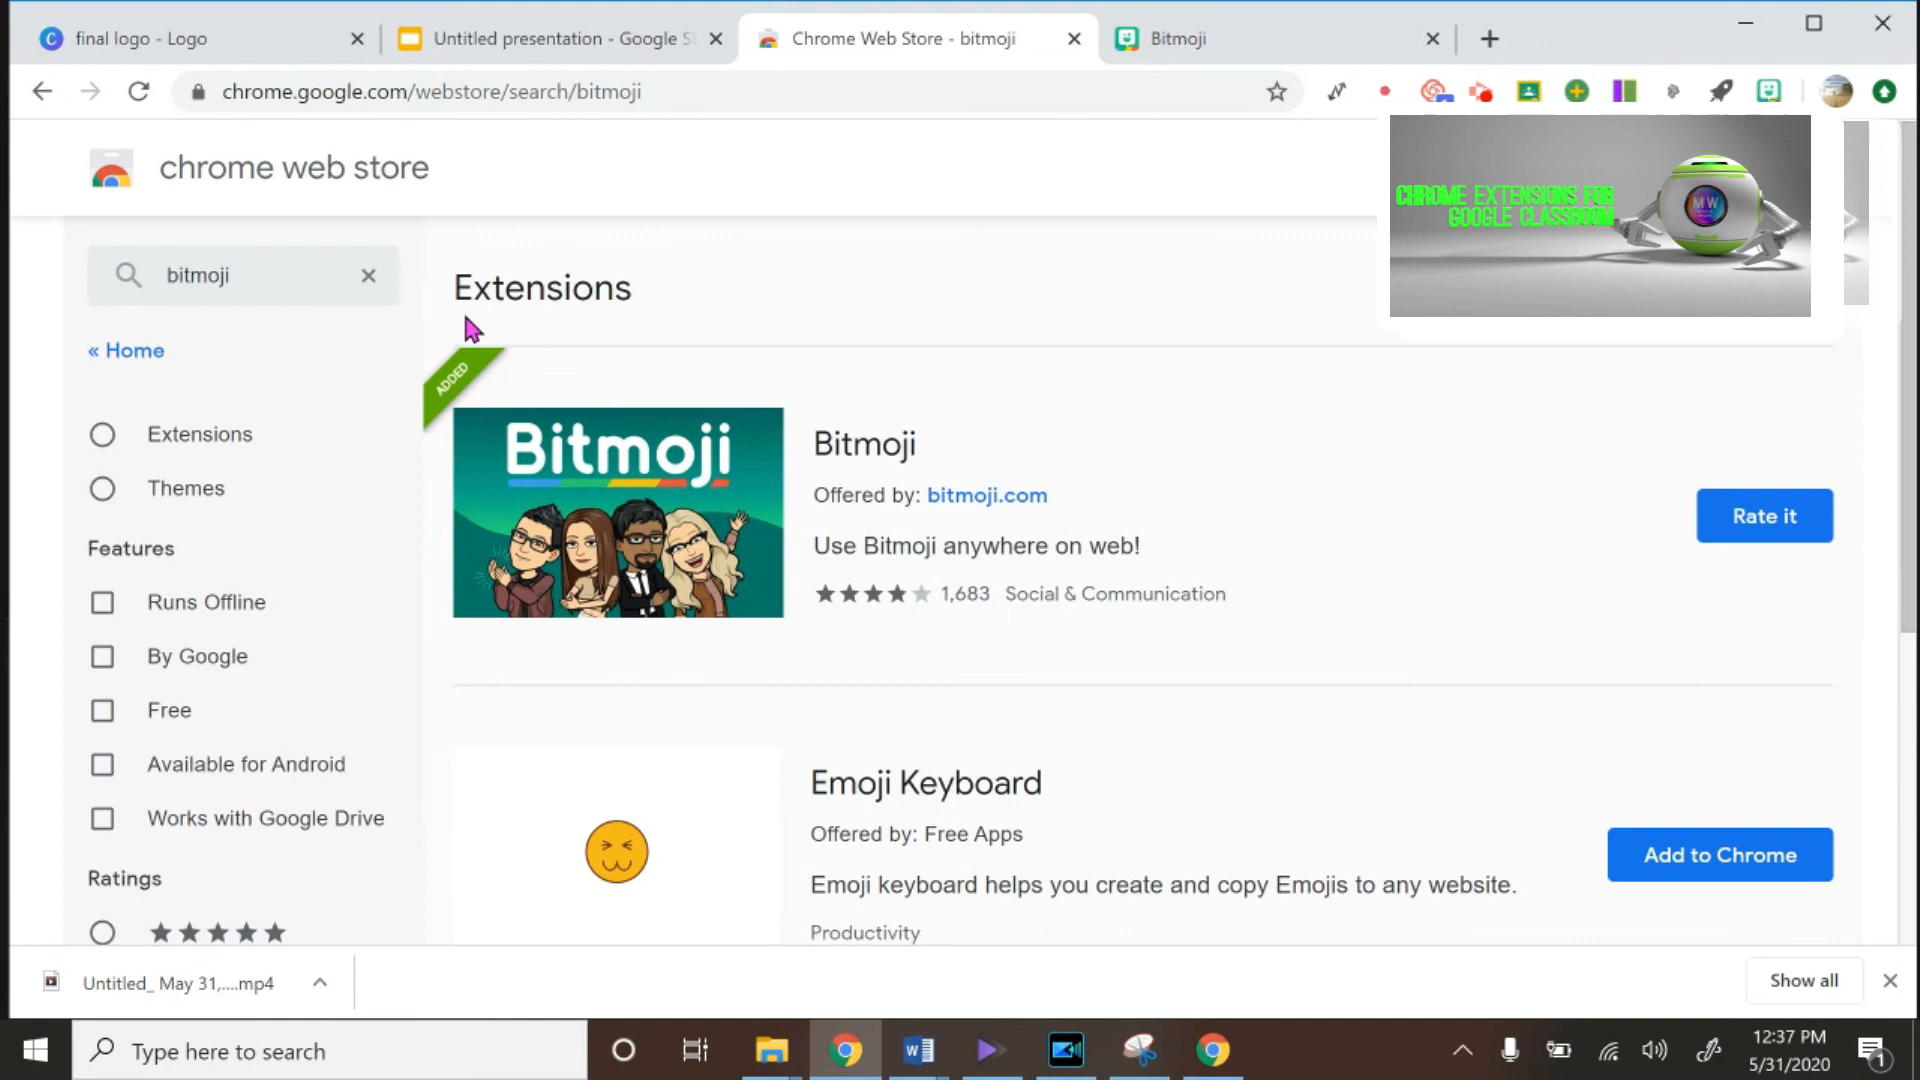 final logo - Logo
Untitled presentation - Google S
Chrome Web Store - bitmoji
Bitmoji
chrome.google.com/webstore/search/bitmoji
chrome web store
CHROME EXTENSIONS FOR
GOOGLE CLASSROOM
MW
bitmoji
« Home
Extensions
Themes
Features
Runs Offline
By Google
Free
Available for Android
Works with Google Drive
Ratings
Extensions
ADDED
Bitmoji
Bitmoji
Offered by: bitmoji.com
Use Bitmoji anywhere on web!
1,683 Social & Communication
Rate it
Emoji Keyboard
Offered by: Free Apps
Emoji keyboard helps you create and copy Emojis to any website.
Productivity
Add to Chrome
Untitled_ May 31,....mp4
Show all
Type here to search
12:37 PM
5/31/2020
1